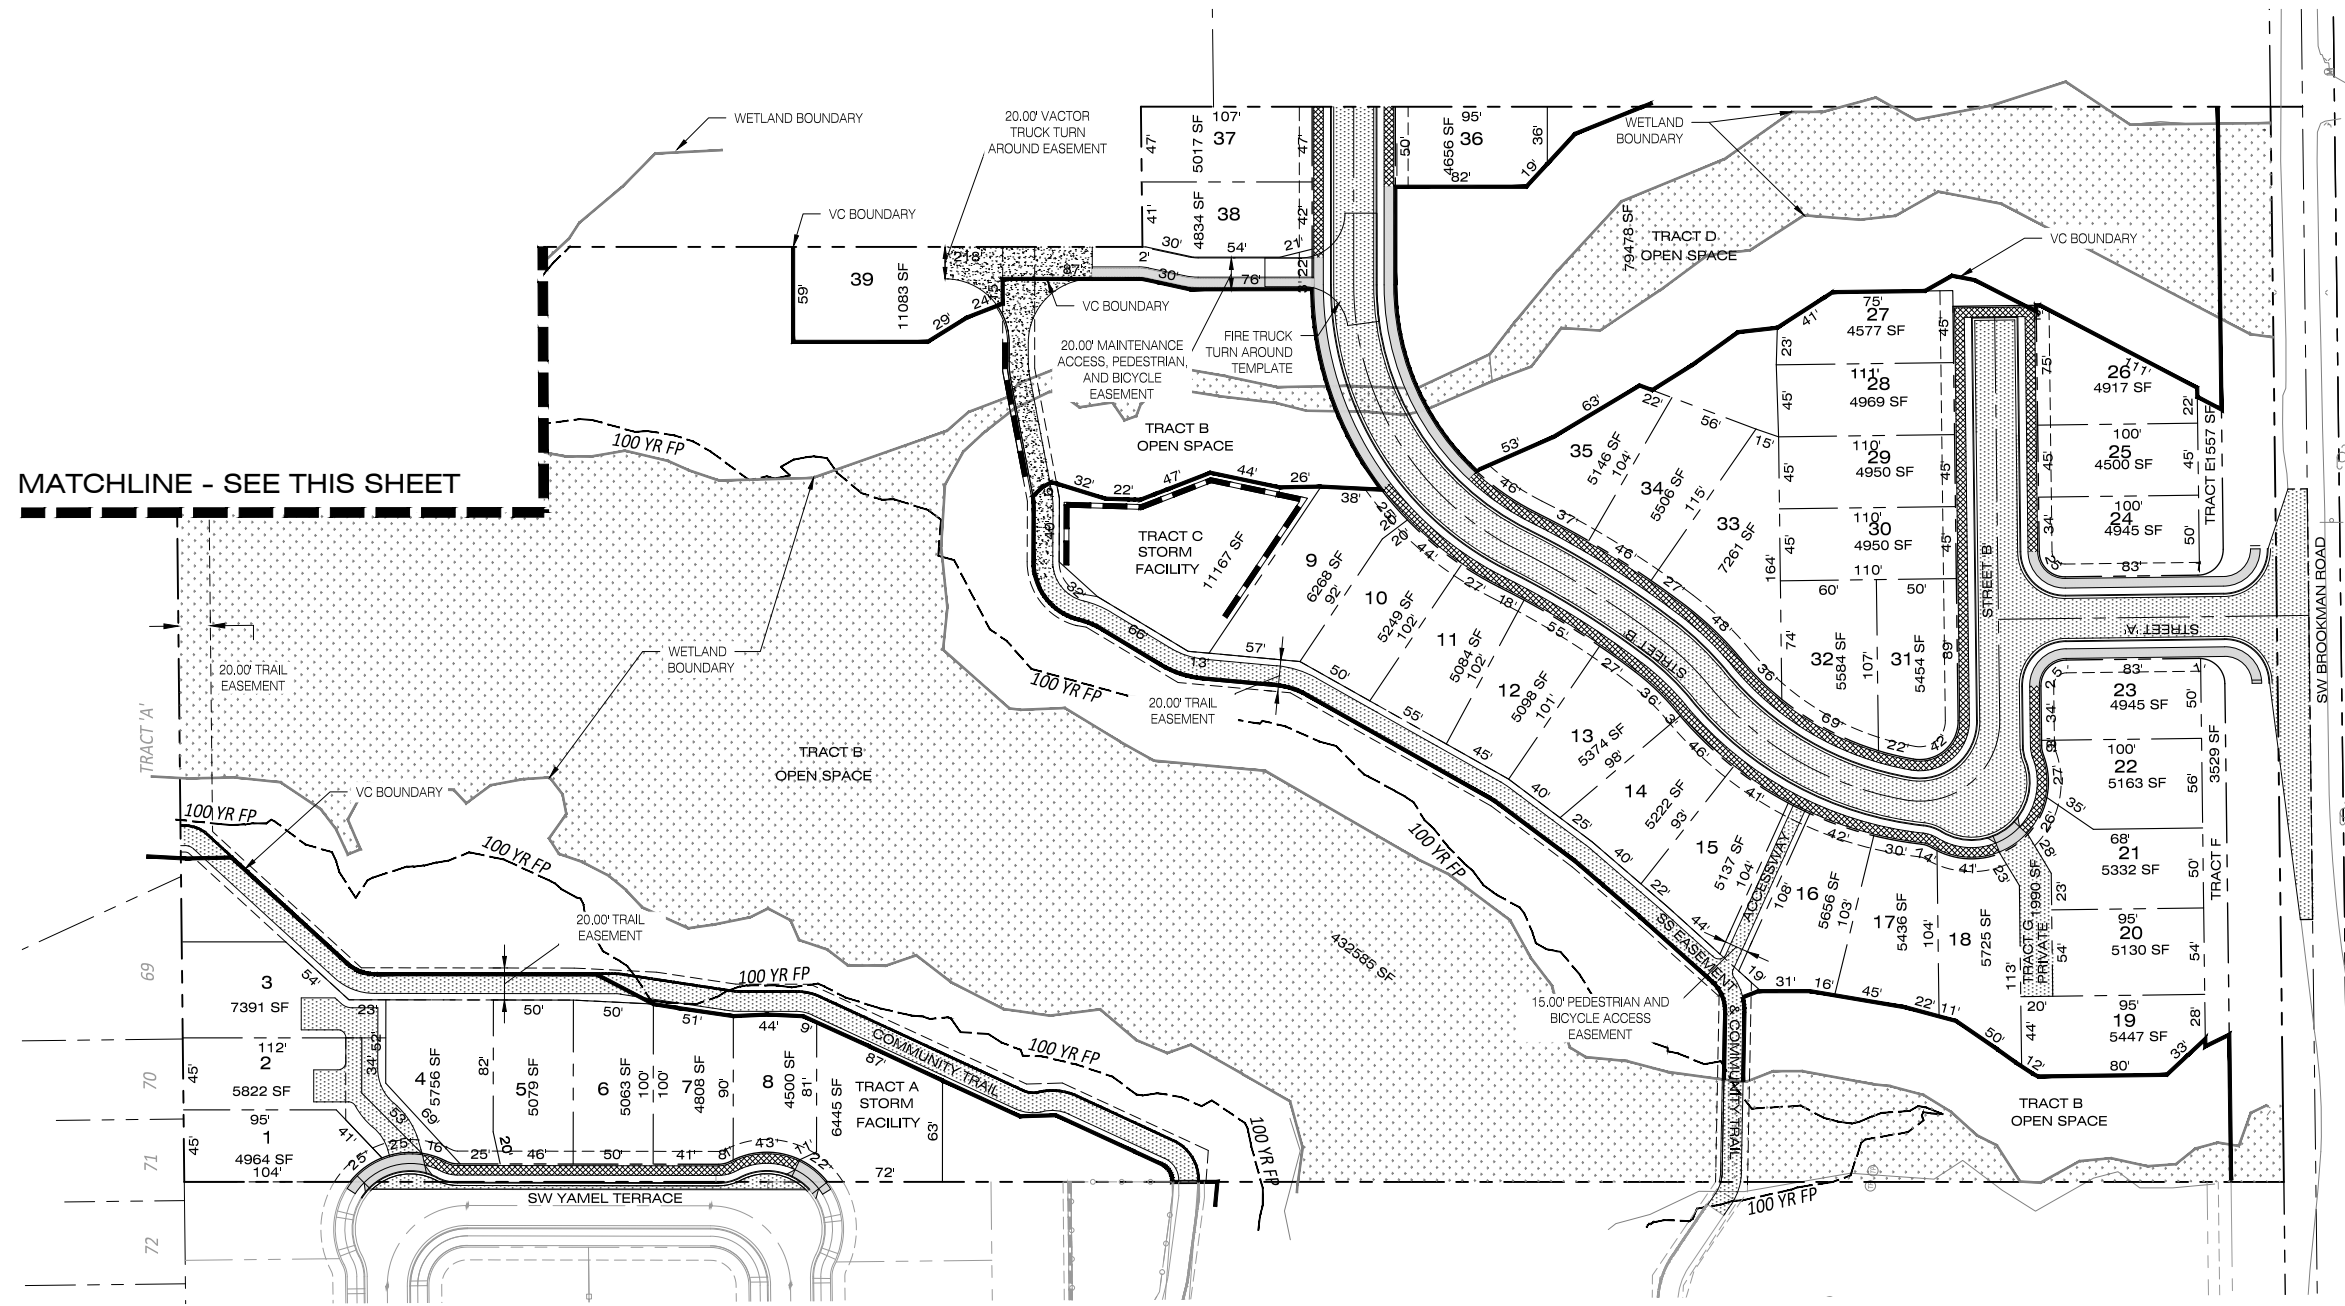 WETLAND BOUNDARY
20.00' VACTOR
TRUCK TURN
AROUND EASEMENT
VC BOUNDARY
107'
37
5017 SF
47'
47'
38
4834 SF
41'
42'
30'
54'
21'
2'
22'
76'
30'
87'
218'
95'
36
4656 SF
50'
36'
82'
19'
WETLAND
BOUNDARY
79478 SF
TRACT D
OPEN SPACE
VC BOUNDARY
39
11083 SF
59'
29'
24'
VC BOUNDARY
20.00' MAINTENANCE
ACCESS, PEDESTRIAN,
AND BICYCLE
EASEMENT
FIRE TRUCK
TURN AROUND
TEMPLATE
100 YR FP
TRACT B
OPEN SPACE
MATCHLINE - SEE THIS SHEET
32'
22'
47'
44'
26'
38'
TRACT C
STORM
FACILITY
11167 SF
32'
66'
13'
57'
9
6268 SF
92'
20'
44'
10
5249 SF
102'
27'
18'
50'
11
5084 SF
102'
55'
55'
12
5098 SF
101'
27'
45'
13
5374 SF
98'
36'
3'
40'
14
5222 SF
93'
46'
25'
40'
15
5137 SF
104'
41'
22'
44'
ACCESSWAY
108'
16
5656 SF
103'
42'
19'
31'
16'
17
5436 SF
104'
30'
14'
45'
22'
18
5725 SF
113'
41'
23'
11'
50'
12'
TRACT G
PRIVATE
1990 SF
20'
44'
95'
19
5447 SF
28'
80'
33'
95'
20
5130 SF
54'
54'
68'
21
5332 SF
50'
23'
28'
26'
35'
100'
22
5163 SF
56'
27'
83'
23
4945 SF
50'
34'
TRACT F
3529 SF
STREET 'A'
STREET 'B'
STREET B
SW BROOKMAN ROAD
83'
100'
24
4945 SF
50'
34'
100'
25
4500 SF
45'
45'
26
4917 SF
177'
75'
22'
TRACT E
1557 SF
75'
27
4577 SF
45'
41'
23'
111'
28
4969 SF
45'
110'
29
4950 SF
45'
45'
110'
30
4950 SF
45'
45'
110'
60'
50'
31
5454 SF
89'
107'
32
5584 SF
74'
164'
36'
69'
22'
42'
33
7261 SF
27'
48'
15'
115'
34
5506 SF
56'
46'
104'
35
5146 SF
22'
63'
53'
46'
37'
20.00' TRAIL
EASEMENT
WETLAND
BOUNDARY
100 YR FP
20.00' TRAIL
EASEMENT
TRACT 'A'
TRACT B
OPEN SPACE
VC BOUNDARY
100 YR FP
100 YR FP
100 YR FP
20.00' TRAIL
EASEMENT
100 YR FP
432585 SF
SS EASEMENT
& COMMUNITY TRAIL
15.00' PEDESTRIAN AND
BICYCLE ACCESS
EASEMENT
TRACT B
OPEN SPACE
100 YR FP
100 YR FP
100 YR FP
COMMUNITY TRAIL
69
70
71
72
3
7391 SF
54'
23'
112'
2
5822 SF
45'
34'
52'
95'
1
4964 SF
104'
45'
41'
25'
53'
25'
16'
69'
4
5756 SF
82'
20'
25'
50'
5
5079 SF
46'
50'
6
5063 SF
100'
50'
51'
7
4808 SF
100'
90'
41'
44'
9'
8
4500 SF
81'
43'
22'
87'
TRACT A
STORM
FACILITY
6445 SF
63'
72'
SW YAMEL TERRACE